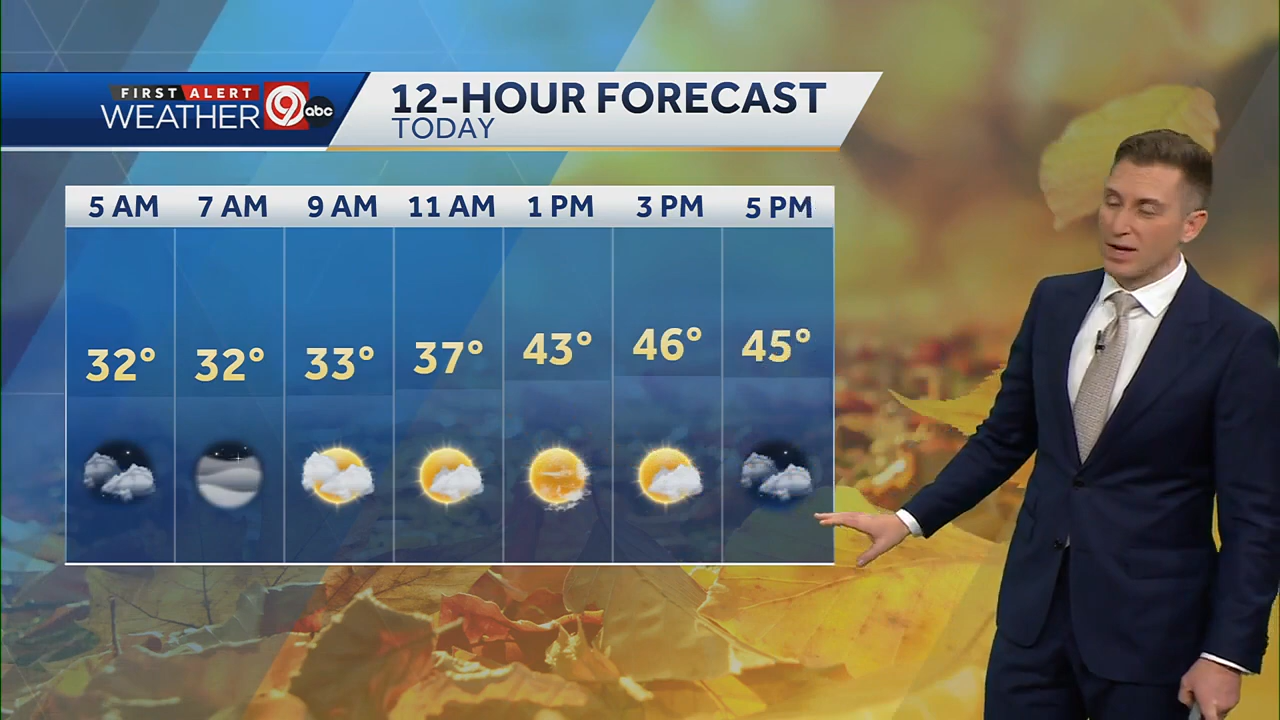 FIRST ALERT
WEATHER 9 abc
12-HOUR FORECAST
TODAY
5 AM 7 AM 9 AM 11 AM 1 PM 3 PM 5 PM
32° 32° 33° 37° 43° 46° 45°